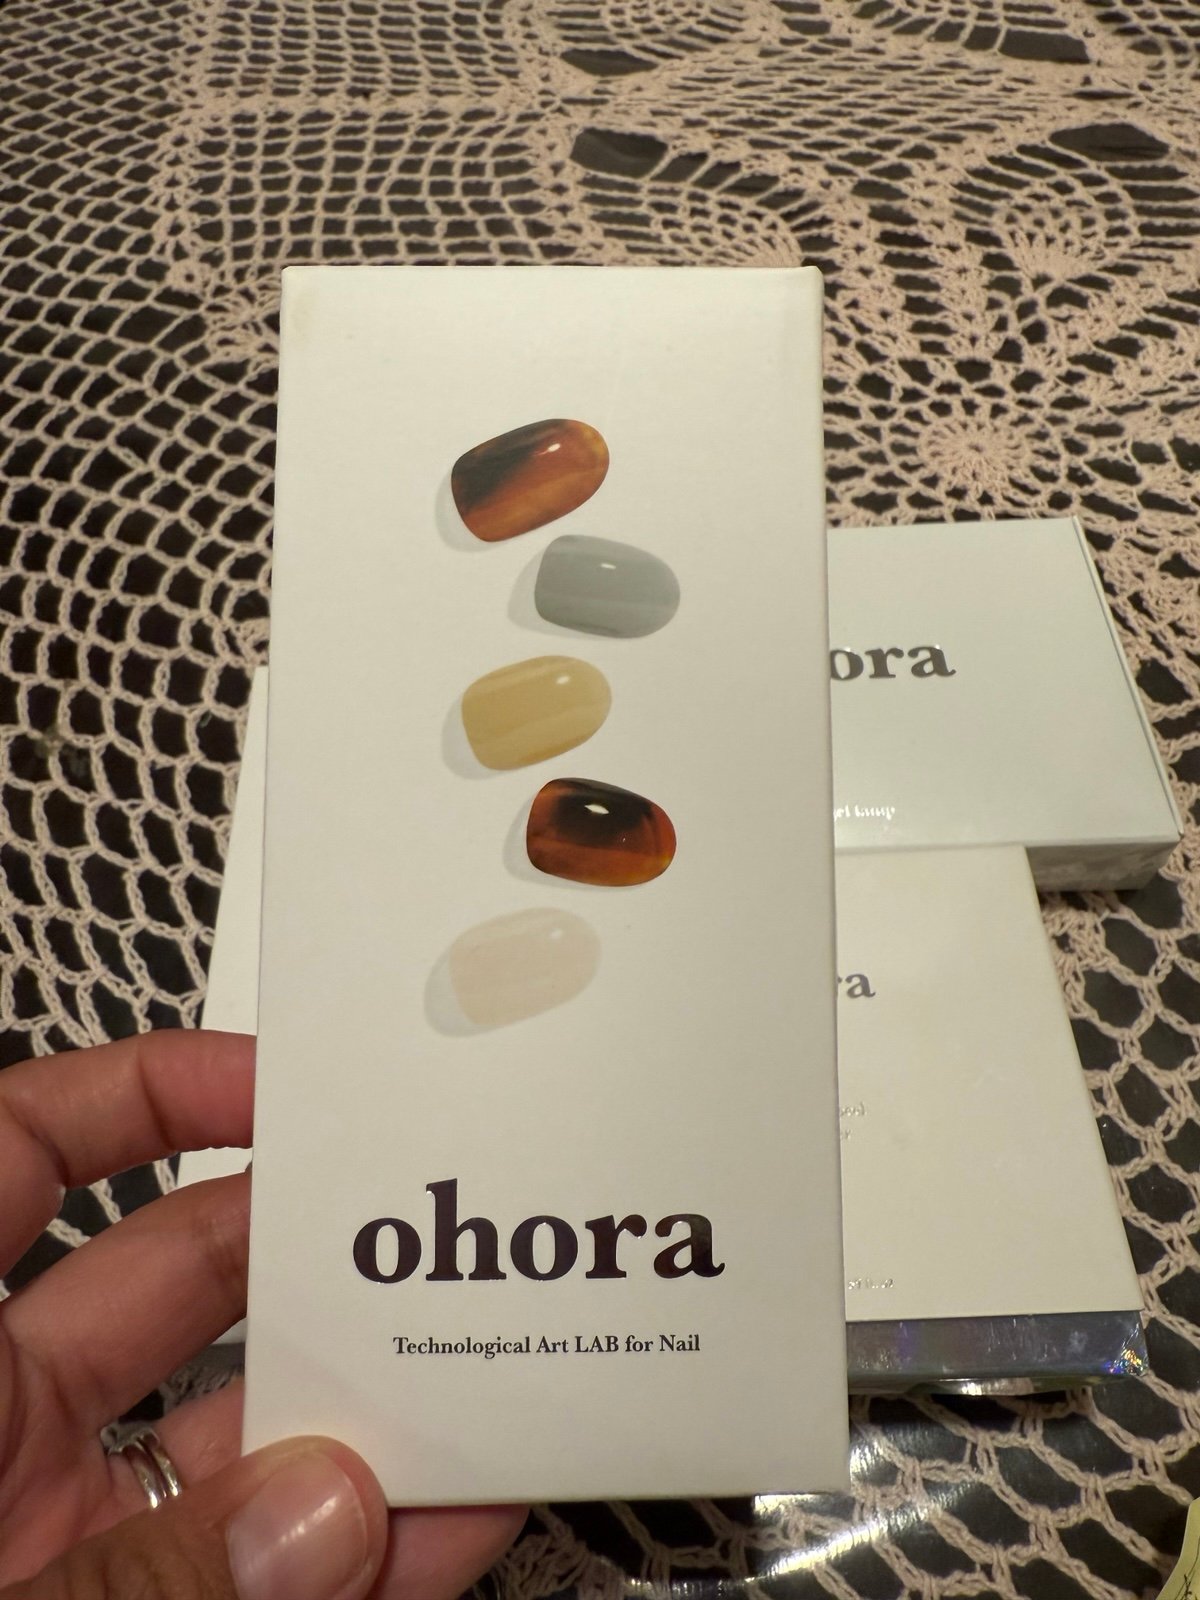 ohora
Technological Art LAB for Nail
ora
ra